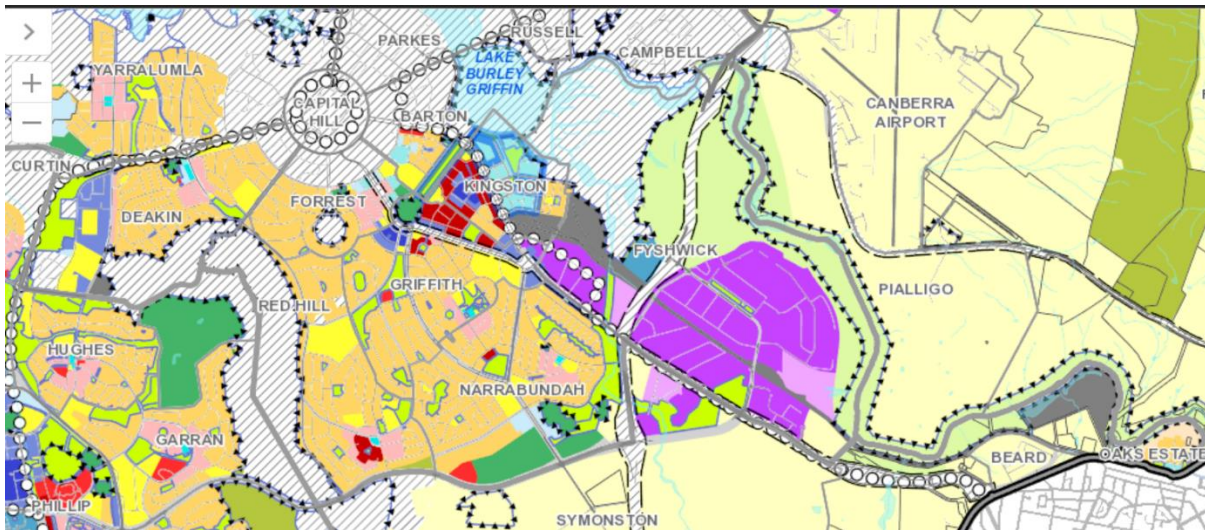 RUSSELL
PARKES
CAMPBELL
YARRALUMLA
LAKE
BURLEY
GRIFFIN
CAPITAL
HILL
CANBERRA
AIRPORT
BARTON
CURTIN
KINGSTON
FORREST
DEAKIN
FYSHWICK
GRIFFITH
PIALLIGO
RED HILL
HUGHES
NARRABUNDAH
GARRAN
BEARD
OAKS ESTATE
PHILLIP
SYMONSTON